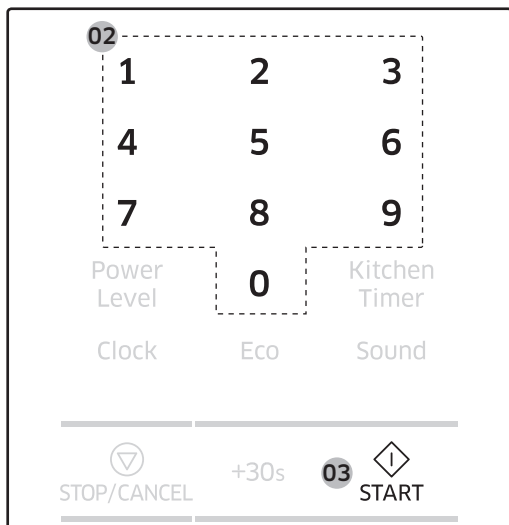 02
1 2 3
4 5 6
7 8 9
Power Level 0 Kitchen Timer
Clock Eco Sound
STOP/CANCEL +30s 03 START